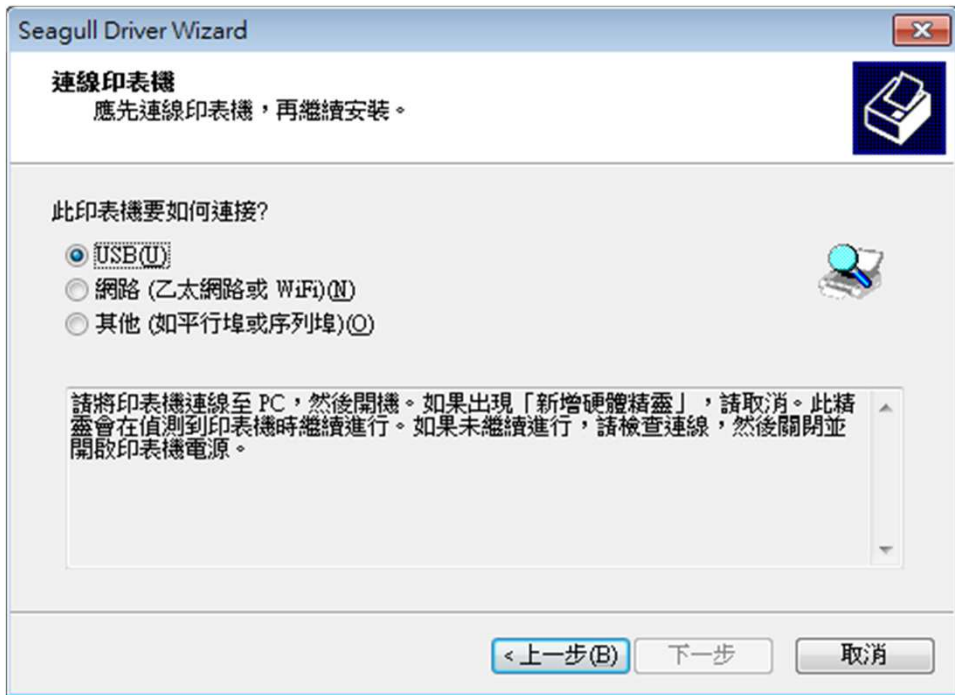 Seagull Driver Wizard
連線印表機
應先連線印表機，再繼續安裝。
此印表機要如何連接?
USB(U)
網路 (乙太網路或 WiFi)(N)
其他 (如平行埠或序列埠)(O)
請將印表機連線至 PC，然後開機。如果出現「新增硬體精靈」，請取消。此精
靈會在偵測到印表機時繼續進行。如果未繼續進行，請檢查連線，然後關閉並
開啟印表機電源。
< 上一步(B)
下一步
取消